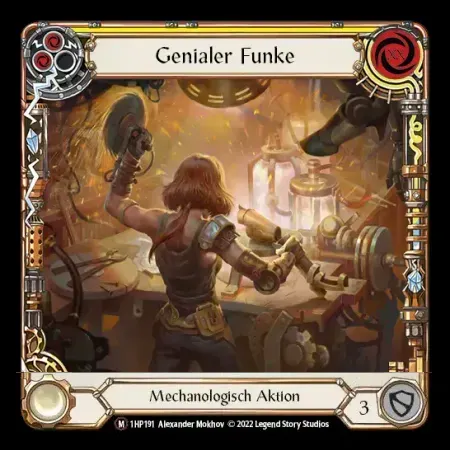 Genialer Funke
Mechanologisch Aktion
3
M 1HP191 Alexander Mokhov © 2022 Legend Story Studios